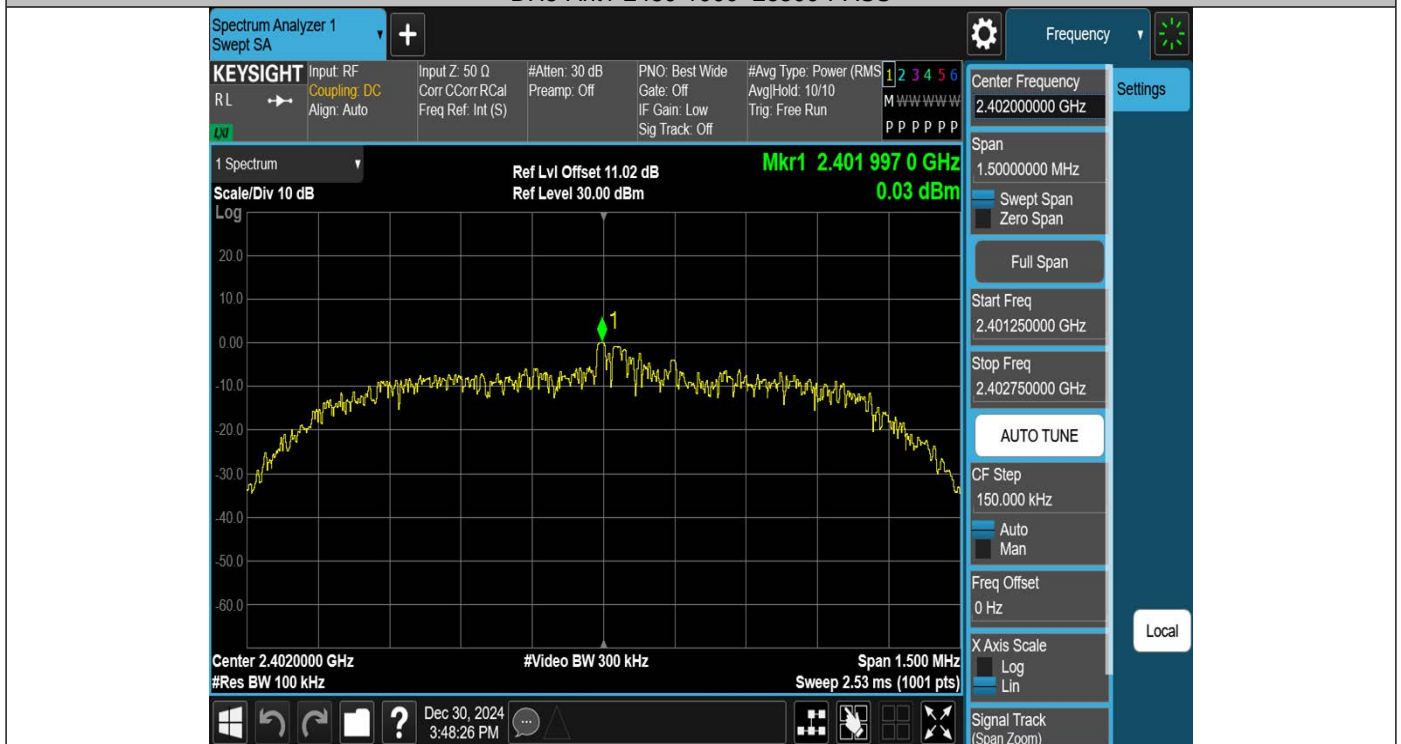 Spectrum Analyzer 1
Swept SA
Frequency
KEYSIGHT
RL
LXI
Input: RF
Coupling: DC
Align: Auto
Input Z: 50 Ω
Corr CCorr RCal
Freq Ref: Int (S)
#Atten: 30 dB
Preamp: Off
PNO: Best Wide
Gate: Off
IF Gain: Low
Sig Track: Off
#Avg Type: Power (RMS
Avg|Hold: 10/10
Trig: Free Run
1 2 3 4 5 6
M W W W W W
P P P P P P
1 Spectrum
Scale/Div 10 dB
Log
Ref Lvl Offset 11.02 dB
Ref Level 30.00 dBm
Mkr1 2.401 997 0 GHz
0.03 dBm
20.0
10.0
0.00
-10.0
-20.0
-30.0
-40.0
-50.0
-60.0
1
Center 2.4020000 GHz
#Res BW 100 kHz
#Video BW 300 kHz
Span 1.500 MHz
Sweep 2.53 ms (1001 pts)
Dec 30, 2024
3:48:26 PM
Center Frequency
2.402000000 GHz
Settings
Span
1.50000000 MHz
Swept Span
Zero Span
Full Span
Start Freq
2.401250000 GHz
Stop Freq
2.402750000 GHz
AUTO TUNE
CF Step
150.000 kHz
Auto
Man
Freq Offset
0 Hz
X Axis Scale
Log
Lin
Local
Signal Track
(Span Zoom)